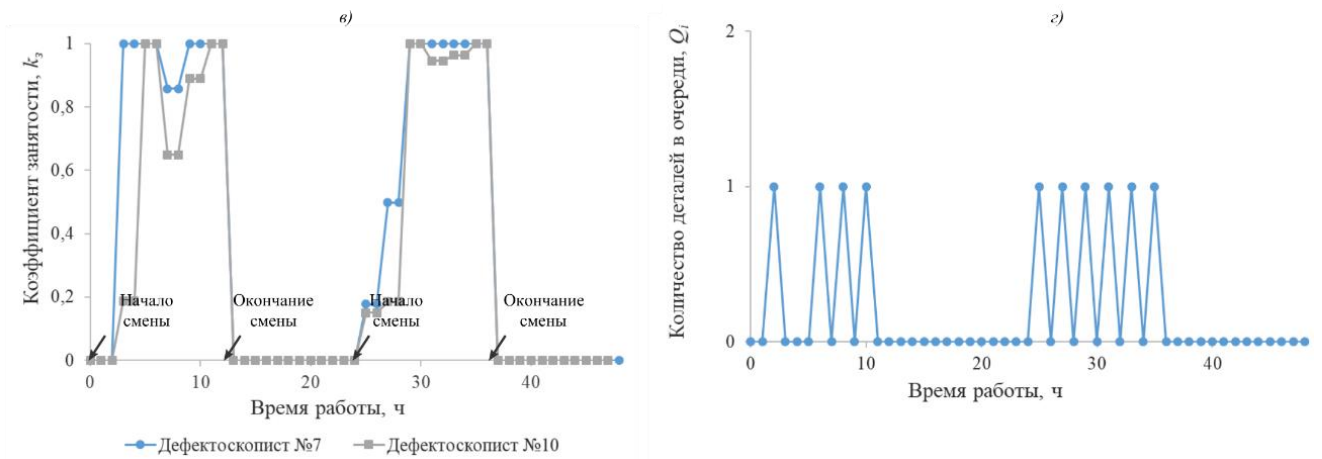 в)
Коэффициент занятости, kз
1
0,8
0,6
0,4
0,2
0
Начало
смены
Окончание
смены
Начало
смены
Окончание
смены
0
10
20
30
40
Время работы, ч
Дефектоскопист №7
Дефектоскопист №10
г)
Количество деталей в очереди, Qi
2
1
0
0
10
20
30
40
Время работы, ч